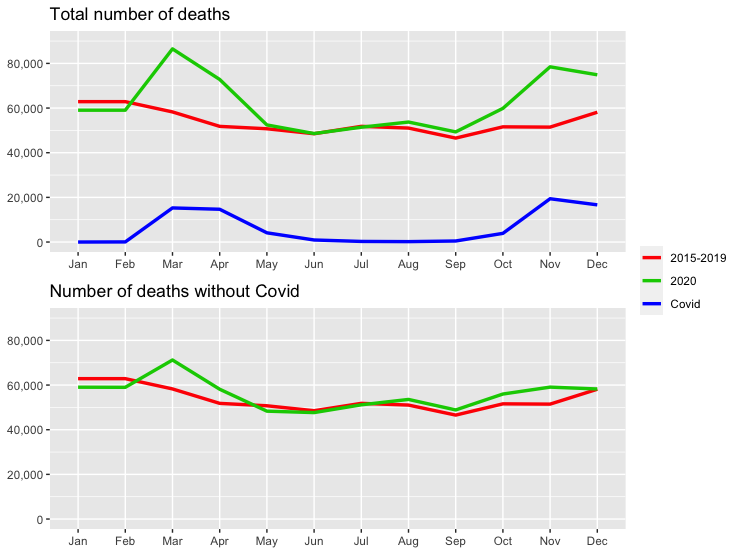 Total number of deaths
80,000
60,000
40,000
20,000
0
Jan Feb Mar Apr May Jun Jul Aug Sep Oct Nov Dec
2015-2019
2020
Covid
Number of deaths without Covid
80,000
60,000
40,000
20,000
0
Jan Feb Mar Apr May Jun Jul Aug Sep Oct Nov Dec